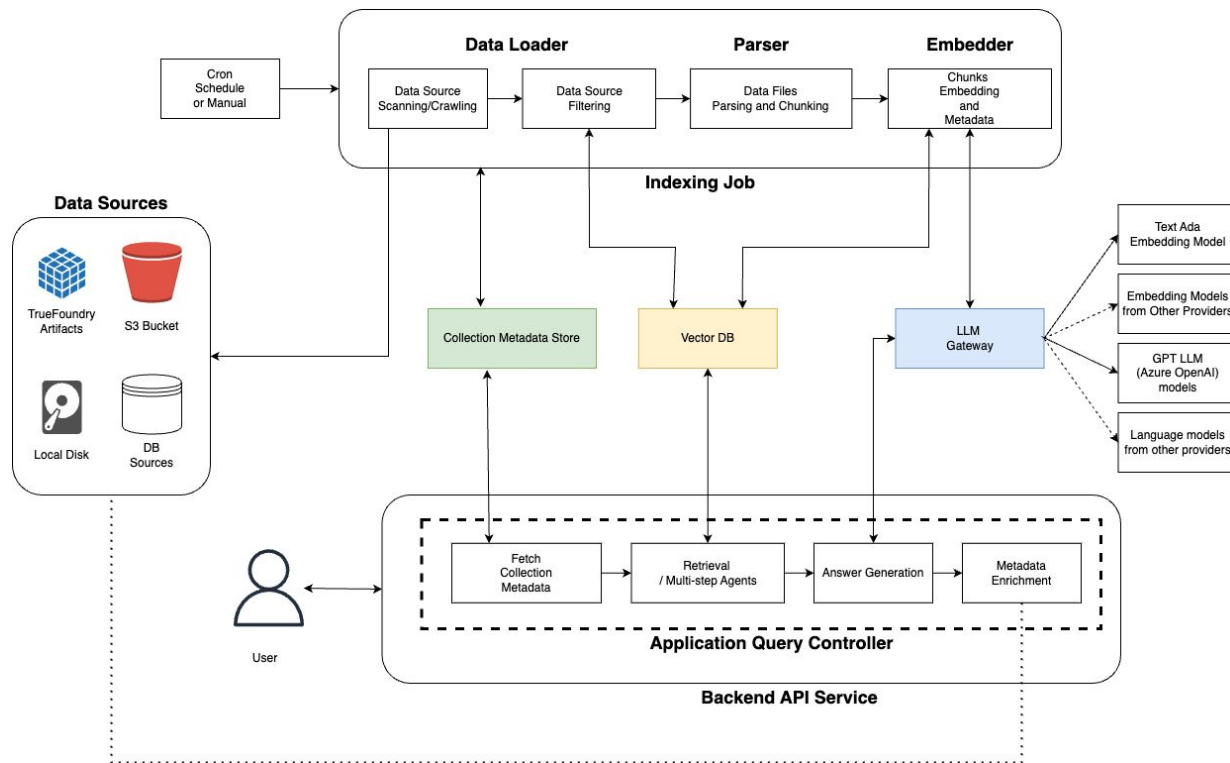 Data Loader
Parser
Embedder
Cron
Schedule
or Manual
Data Source
Scanning/Crawling
Data Source
Filtering
Data Files
Parsing and Chunking
Chunks
Embedding
and
Metadata
Indexing Job
Data Sources
TrueFoundry
Artifacts
S3 Bucket
Local Disk
DB
Sources
Collection Metadata Store
Vector DB
LLM
Gateway
Text Ada
Embedding Model
Embedding Models
from Other Providers
GPT LLM
(Azure OpenAI)
models
Language models
from other providers
User
Fetch
Collection
Metadata
Retrieval
/ Multi-step Agents
Answer Generation
Metadata
Enrichment
Application Query Controller
Backend API Service